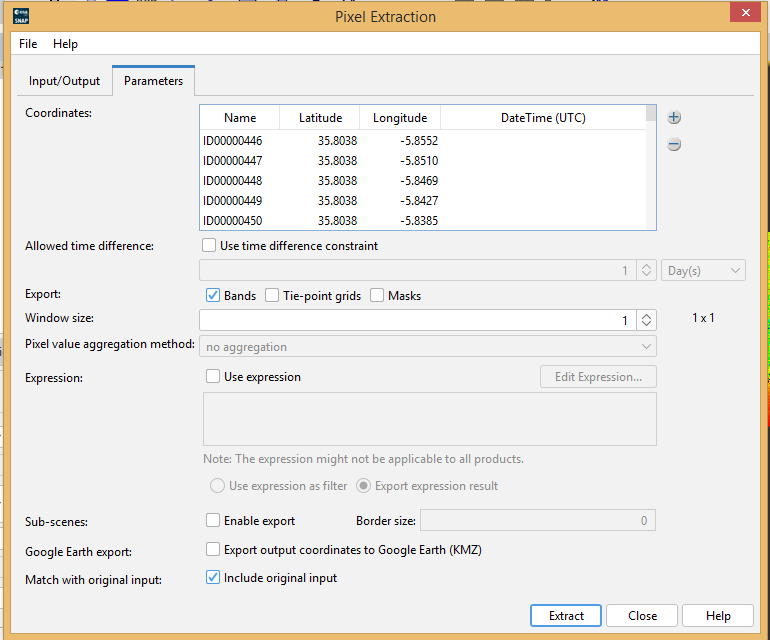 esa
SNAP
Pixel Extraction
File Help
Input/Output Parameters
Coordinates:
Name Latitude Longitude DateTime (UTC)
ID00000446 35.8038 -5.8552
ID00000447 35.8038 -5.8510
ID00000448 35.8038 -5.8469
ID00000449 35.8038 -5.8427
ID00000450 35.8038 -5.8385
Allowed time difference: Use time difference constraint
1 Day(s)
Export: Bands Tie-point grids Masks
Window size: 1 1 x 1
Pixel value aggregation method: no aggregation
Expression: Use expression Edit Expression...
Note: The expression might not be applicable to all products.
Use expression as filter Export expression result
Sub-scenes: Enable export Border size: 0
Google Earth export: Export output coordinates to Google Earth (KMZ)
Match with original input: Include original input
Extract Close Help